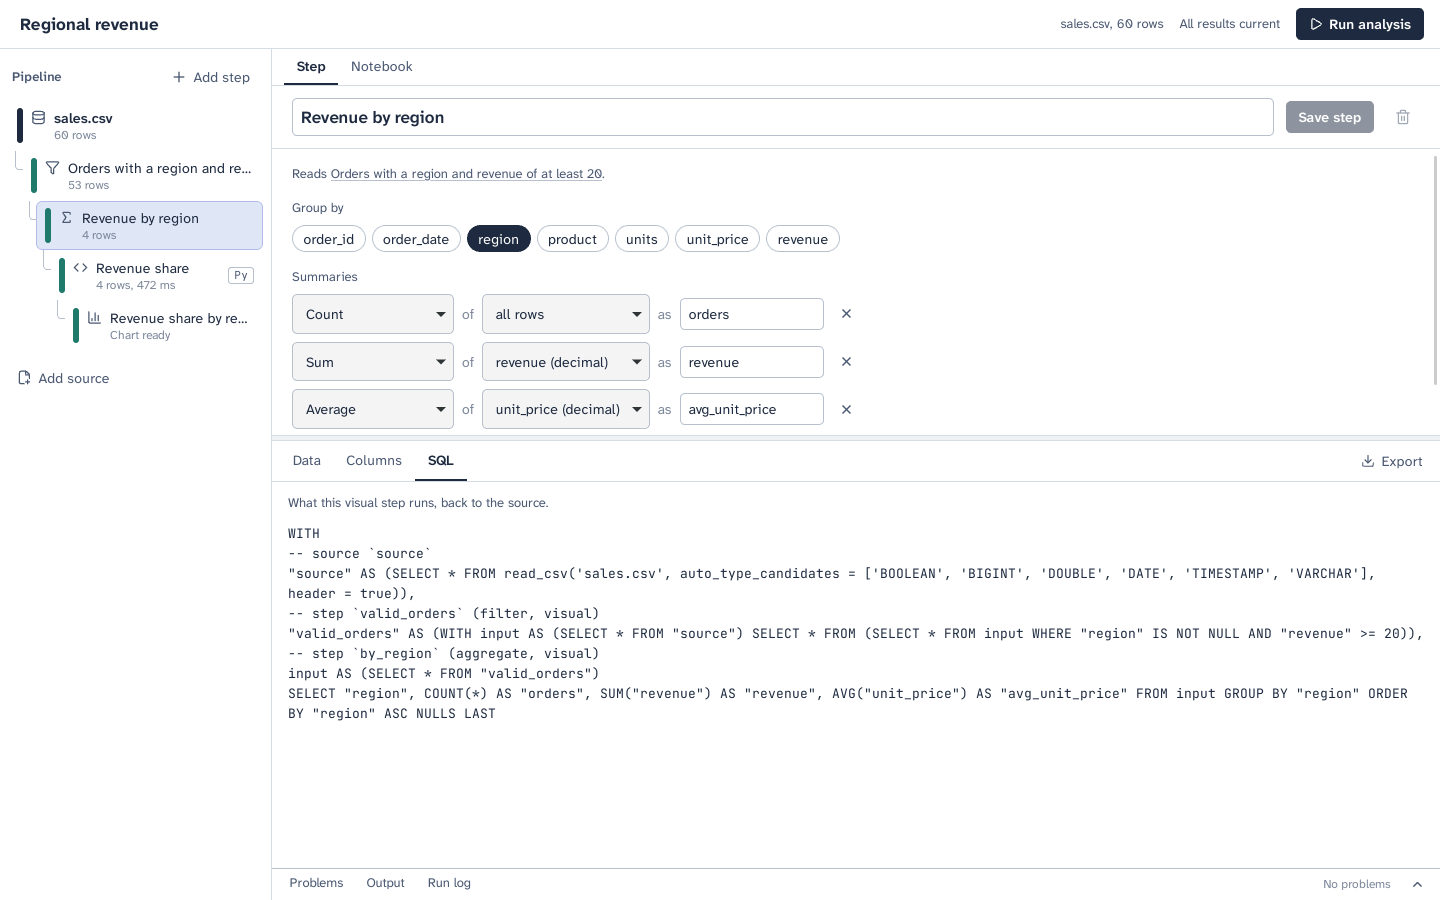 Regional revenue
sales.csv, 60 rows
All results current
Run analysis
Pipeline
Add step
sales.csv
60 rows
Orders with a region and re...
53 rows
Revenue by region
4 rows
Revenue share
4 rows, 472 ms
Py
Revenue share by re...
Chart ready
Add source
Step
Notebook
Revenue by region
Save step
Reads Orders with a region and revenue of at least 20.
Group by
order_id
order_date
region
product
units
unit_price
revenue
Summaries
Count of all rows as orders
Sum of revenue (decimal) as revenue
Average of unit_price (decimal) as avg_unit_price
Data
Columns
SQL
Export
What this visual step runs, back to the source.
WITH
-- source `source`
"source" AS (SELECT * FROM read_csv('sales.csv', auto_type_candidates = ['BOOLEAN', 'BIGINT', 'DOUBLE', 'DATE', 'TIMESTAMP', 'VARCHAR'],
header = true)),
-- step `valid_orders` (filter, visual)
"valid_orders" AS (WITH input AS (SELECT * FROM "source") SELECT * FROM (SELECT * FROM input WHERE "region" IS NOT NULL AND "revenue" >= 20)),
-- step `by_region` (aggregate, visual)
input AS (SELECT * FROM "valid_orders")
SELECT "region", COUNT(*) AS "orders", SUM("revenue") AS "revenue", AVG("unit_price") AS "avg_unit_price" FROM input GROUP BY "region" ORDER
BY "region" ASC NULLS LAST
Problems
Output
Run log
No problems